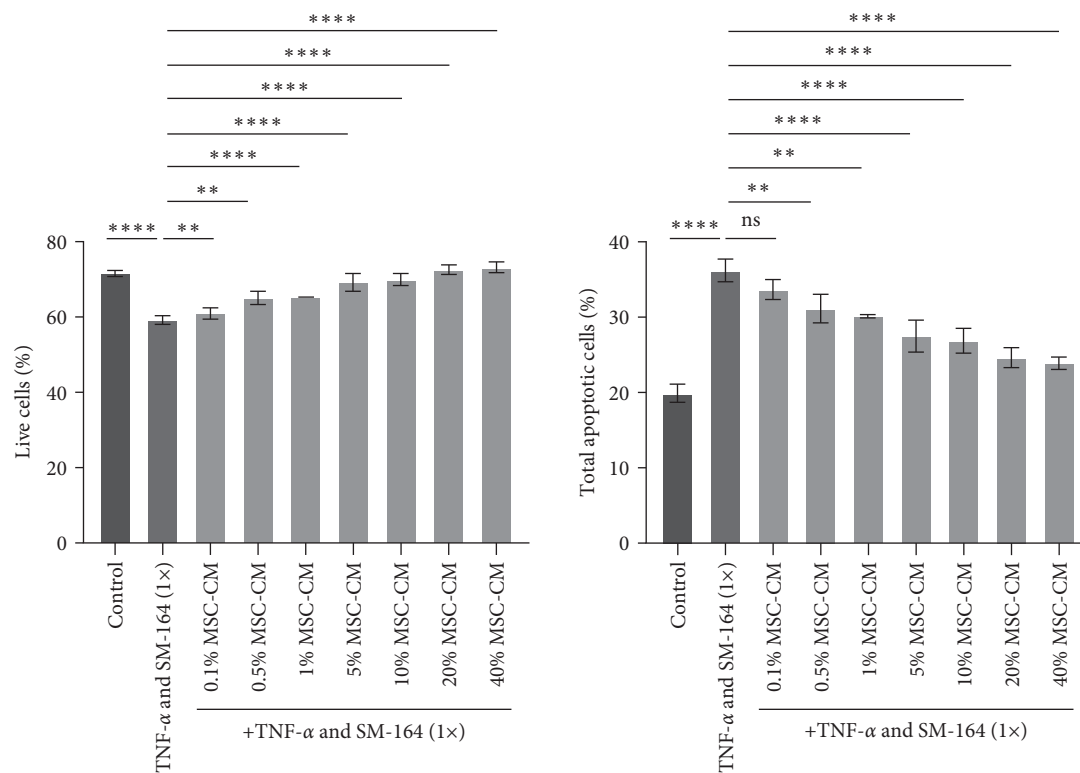 ****
****
****
****
****
**
**** **
80
60
40
20
0
Live cells (%)
Control
TNF-α and SM-164 (1×)
0.1% MSC-CM
0.5% MSC-CM
1% MSC-CM
5% MSC-CM
10% MSC-CM
20% MSC-CM
40% MSC-CM
+TNF-α and SM-164 (1×)
****
****
****
****
**
**
**** ns
40
30
20
10
0
Total apoptotic cells (%)
Control
TNF-α and SM-164 (1×)
0.1% MSC-CM
0.5% MSC-CM
1% MSC-CM
5% MSC-CM
10% MSC-CM
20% MSC-CM
40% MSC-CM
+TNF-α and SM-164 (1×)